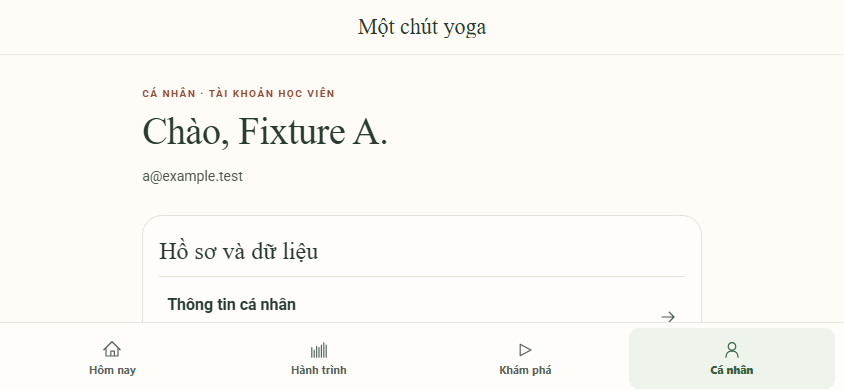 Một chút yoga
CÁ NHÂN · TÀI KHOẢN HỌC VIÊN
Chào, Fixture A.
a@example.test
Hồ sơ và dữ liệu
Thông tin cá nhân
Hôm nay
Hành trình
Khám phá
Cá nhân